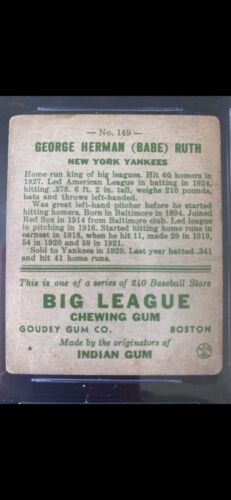 — No. 149 —
GEORGE HERMAN (BABE) RUTH
NEW YORK YANKEES
Home run king of big leagues. Hit 60 homers in
1927. Led American League in batting in 1924,
hitting .378. 6 ft. 2 in. tall, weighs 210 pounds,
bats and throws left-handed.
Was great left-hand pitcher before he started
hitting homers. Born in Baltimore in 1894. Joined
Red Sox in 1914 from Baltimore club. Led league
in pitching in 1916. Started hitting home runs in
earnest in 1918, when he hit 11, made 29 in 1919,
54 in 1920 and 59 in 1921.
Sold to Yankees in 1920. Last year batted .341
and hit 41 home runs.
This is one of a series of 240 Baseball Stars
BIG LEAGUE
CHEWING GUM
GOUDEY GUM CO. BOSTON
Made by the originators of
INDIAN GUM